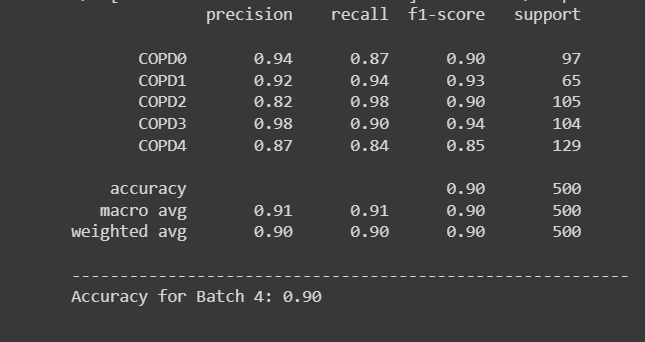 precision recall f1-score support
COPD0 0.94 0.87 0.90 97
COPD1 0.92 0.94 0.93 65
COPD2 0.82 0.98 0.90 105
COPD3 0.98 0.90 0.94 104
COPD4 0.87 0.84 0.85 129
accuracy 0.90 500
macro avg 0.91 0.91 0.90 500
weighted avg 0.90 0.90 0.90 500
----------------------------------------------------------
Accuracy for Batch 4: 0.90